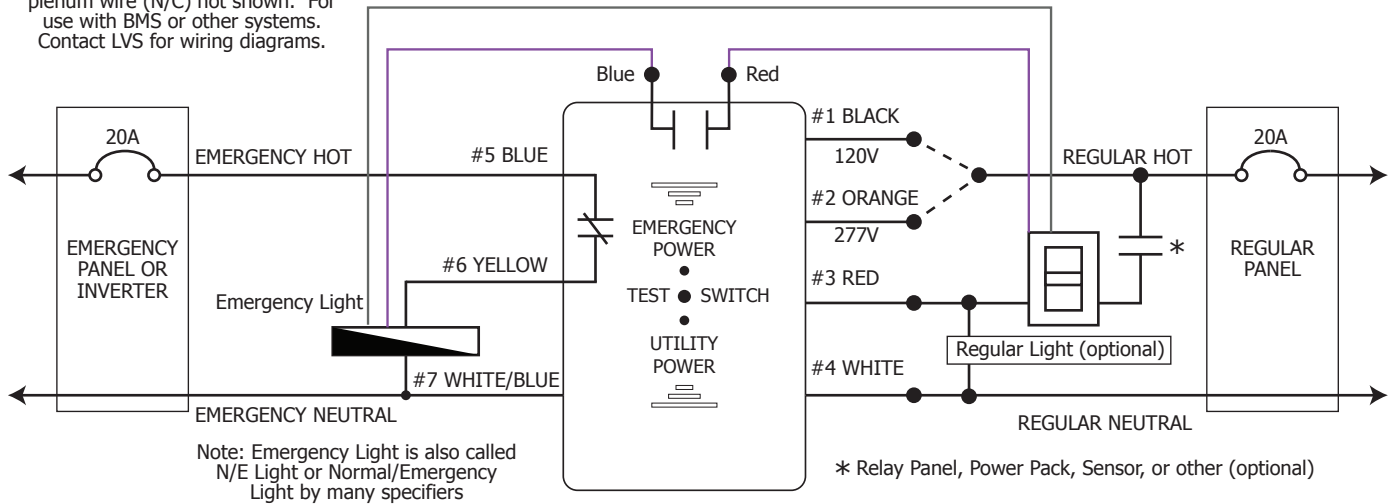 plenum wire (N/C) not shown. For
use with BMS or other systems.
Contact LVS for wiring diagrams.
Blue
Red
20A
EMERGENCY HOT
#5 BLUE
#1 BLACK
120V
REGULAR HOT
20A
#2 ORANGE
277V
EMERGENCY
PANEL OR
INVERTER
EMERGENCY
POWER
*
REGULAR
PANEL
#6 YELLOW
Emergency Light
TEST SWITCH
#3 RED
UTILITY
POWER
Regular Light (optional)
#7 WHITE/BLUE
#4 WHITE
EMERGENCY NEUTRAL
REGULAR NEUTRAL
Note: Emergency Light is also called
N/E Light or Normal/Emergency
Light by many specifiers
* Relay Panel, Power Pack, Sensor, or other (optional)